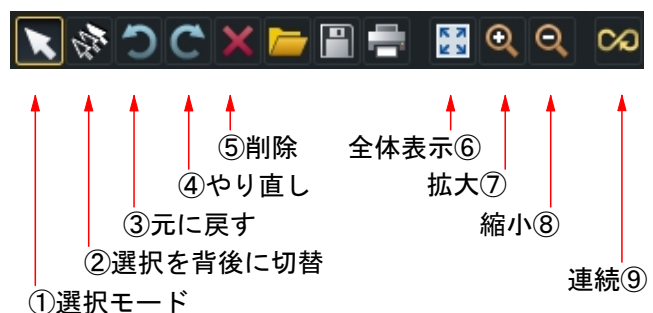 ⑤削除
全体表示⑥
④やり直し
拡大⑦
③元に戻す
縮小⑧
②選択を背後に切替
連続⑨
①選択モード